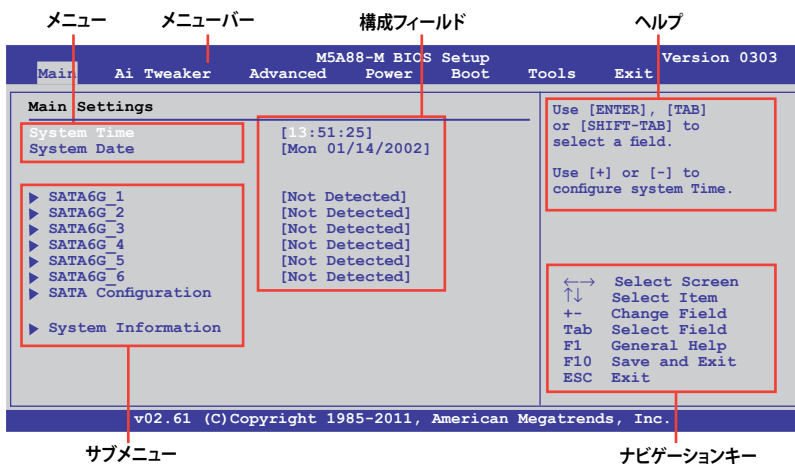 メニュー メニューバー 構成フィールド ヘルプ
M5A88-M BIOS Setup Version 0303
Main Ai Tweaker Advanced Power Boot Tools Exit
Main Settings
System Time [13:51:25]
System Date [Mon 01/14/2002]
▶ SATA6G_1 [Not Detected]
▶ SATA6G_2 [Not Detected]
▶ SATA6G_3 [Not Detected]
▶ SATA6G_4 [Not Detected]
▶ SATA6G_5 [Not Detected]
▶ SATA6G_6 [Not Detected]
▶ SATA Configuration
▶ System Information
Use [ENTER], [TAB]
or [SHIFT-TAB] to
select a field.
Use [+] or [-] to
configure system Time.
←→ Select Screen
↑↓ Select Item
+- Change Field
Tab Select Field
F1 General Help
F10 Save and Exit
ESC Exit
v02.61 (C)Copyright 1985-2011, American Megatrends, Inc.
サブメニュー ナビゲーションキー